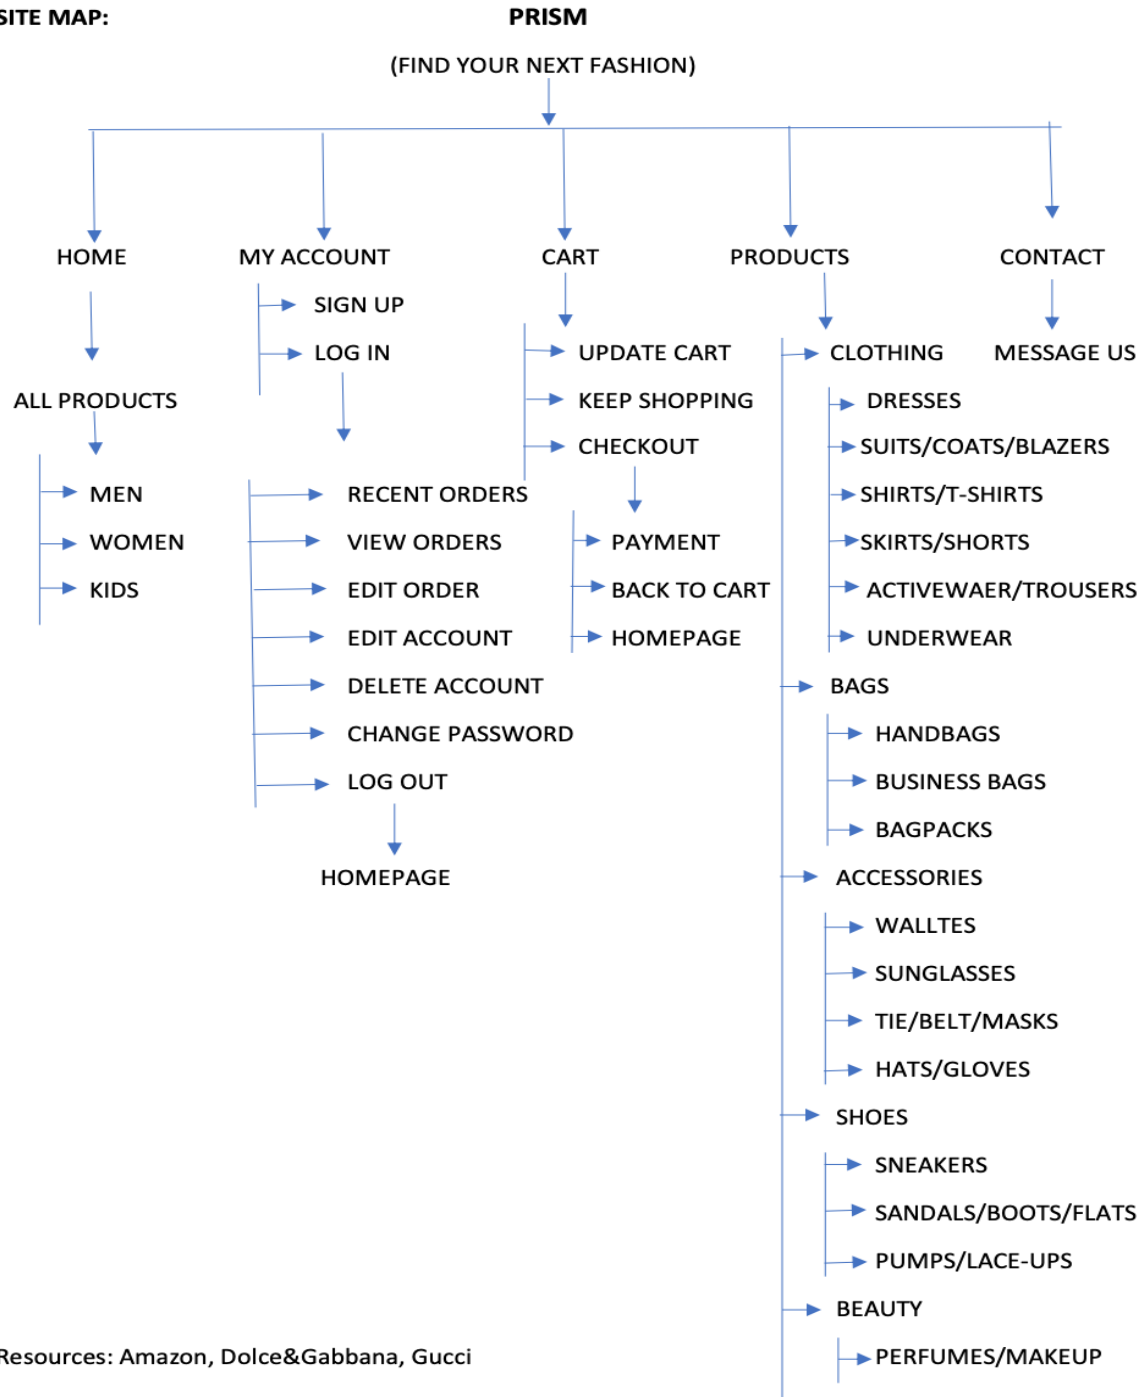 SITE MAP: PRISM
(FIND YOUR NEXT FASHION)
HOME MY ACCOUNT CART PRODUCTS CONTACT
SIGN UP
LOG IN UPDATE CART CLOTHING MESSAGE US
ALL PRODUCTS KEEP SHOPPING DRESSES
CHECKOUT SUITS/COATS/BLAZERS
MEN RECENT ORDERS SHIRTS/T-SHIRTS
WOMEN VIEW ORDERS PAYMENT SKIRTS/SHORTS
KIDS EDIT ORDER BACK TO CART ACTIVEWAER/TROUSERS
EDIT ACCOUNT HOMEPAGE UNDERWEAR
DELETE ACCOUNT BAGS
CHANGE PASSWORD HANDBAGS
LOG OUT BUSINESS BAGS
BAGPACKS
HOMEPAGE ACCESSORIES
WALLTES
SUNGLASSES
TIE/BELT/MASKS
HATS/GLOVES
SHOES
SNEAKERS
SANDALS/BOOTS/FLATS
PUMPS/LACE-UPS
BEAUTY
Resources: Amazon, Dolce&Gabbana, Gucci PERFUMES/MAKEUP